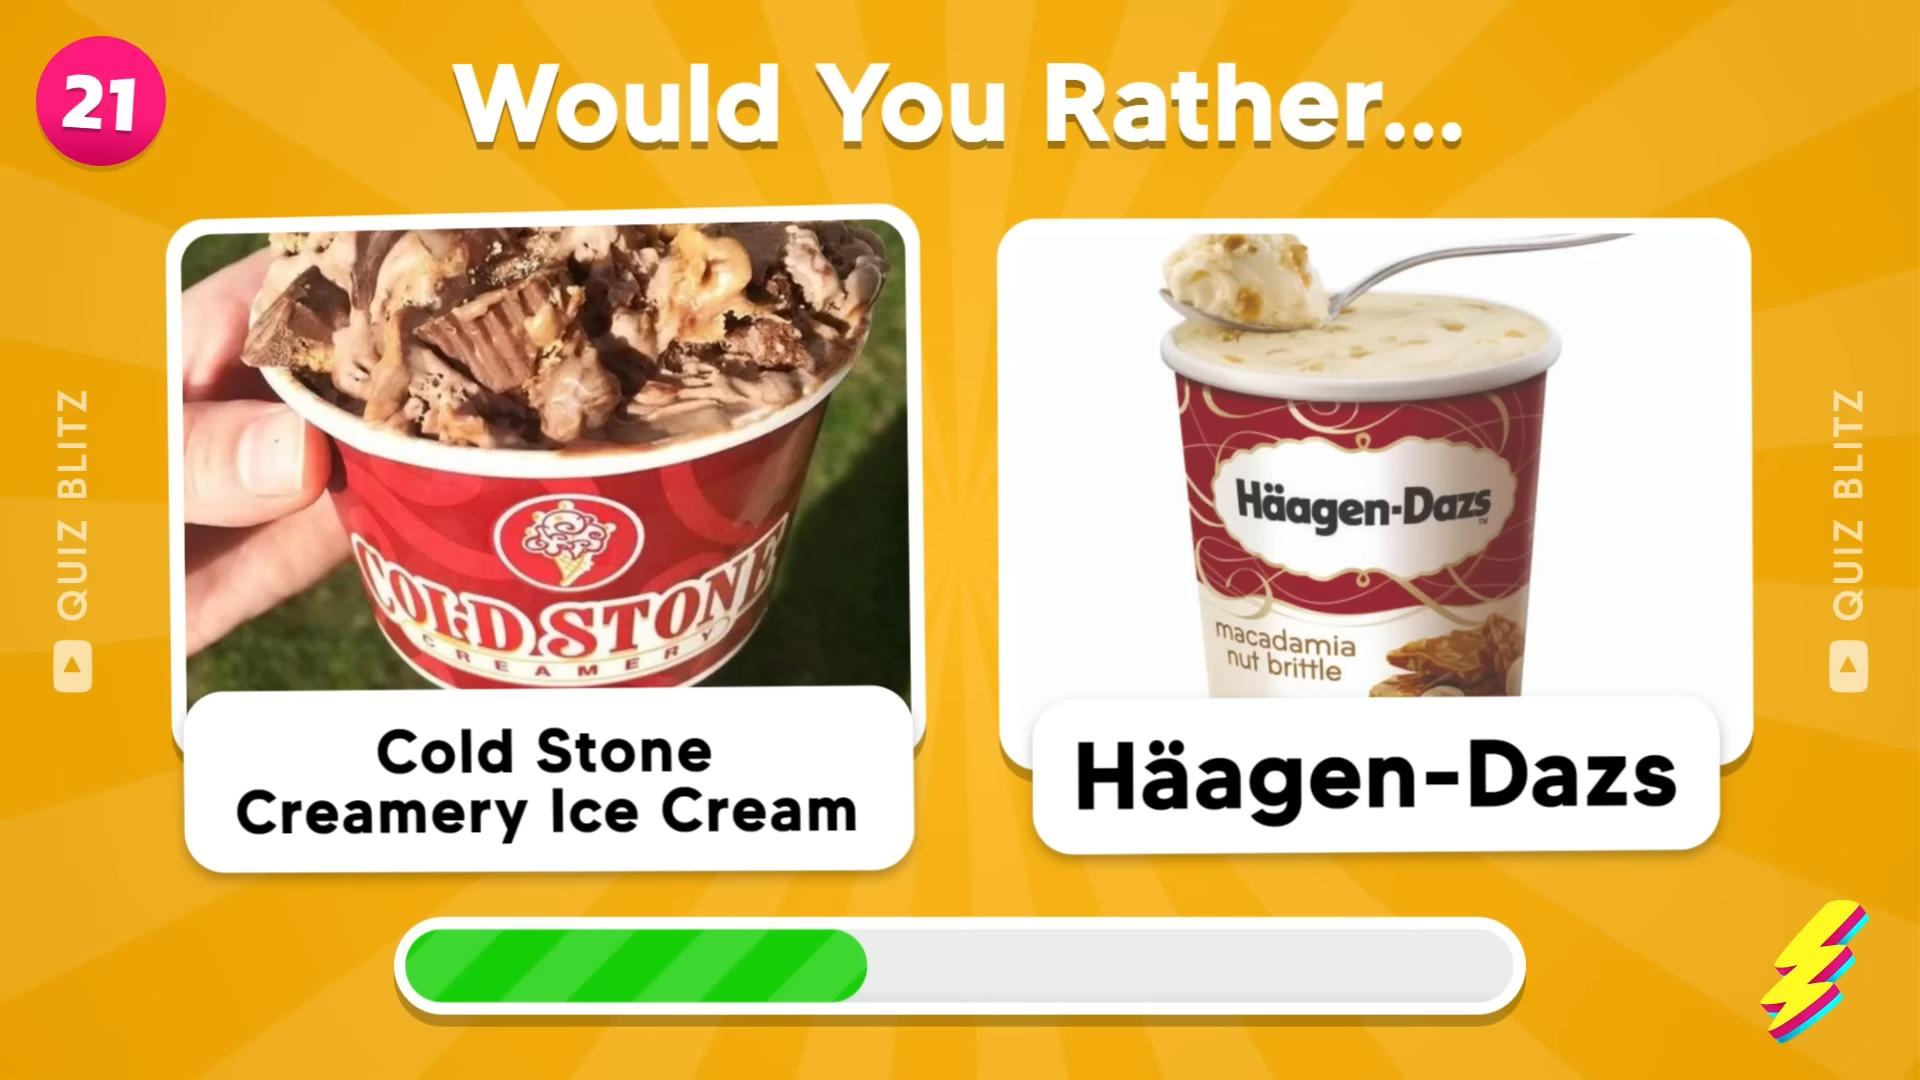 21
Would You Rather...
QUIZ BLITZ
COLD STONE
CREAMERY
Cold Stone
Creamery Ice Cream
Häagen-Dazs
TM
macadamia
nut brittle
Häagen-Dazs
QUIZ BLITZ